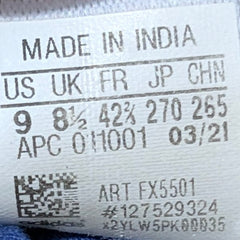 MADE IN INDIA
US UK FR JP CHN
9 8½ 42⅔ 270 265
APC 011001 03/21
ART FX5501
#127529324
*2YLW5PK00035